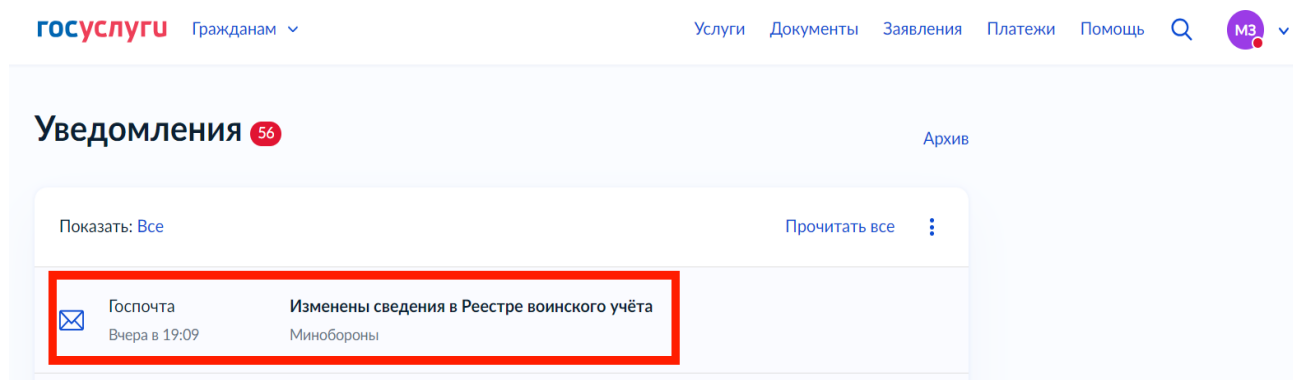 госуслуги Гражданам Услуги Документы Заявления Платежи Помощь МЗ
Уведомления 56
Архив
Показать: Все Прочитать все
Госпочта Изменены сведения в Реестре воинского учёта
Вчера в 19:09 Минобороны